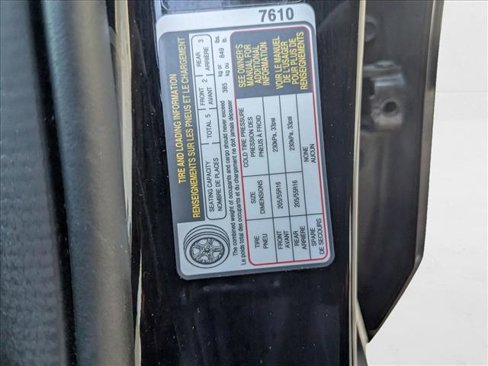 7610
TIRE AND LOADING INFORMATION
RENSEIGNEMENTS SUR LES PNEUS ET LE CHARGEMENT
SEATING CAPACITY TOTAL 5 FRONT 2 REAR 3
NOMBRE DE PLACES AVANT ARRIÈRE
The combined weight of occupants and cargo should never exceed 385 kg or 849 lb.
Le poids total des occupants et du chargement ne doit jamais dépasser kg ou lb.
TIRE SIZE COLD TIRE PRESSURE
PNEU DIMENSIONS PRESSION DES PNEUS À FROID
FRONT 205/55R16 230kPa, 33psi
AVANT
REAR 205/55R16 230kPa, 33psi
ARRIÈRE
SPARE NONE
DE SECOURS AUCUN
SEE OWNER'S
MANUAL FOR
ADDITIONAL
INFORMATION
VOIR LE MANUEL
DE L'USAGER
POUR PLUS DE
RENSEIGNEMENTS